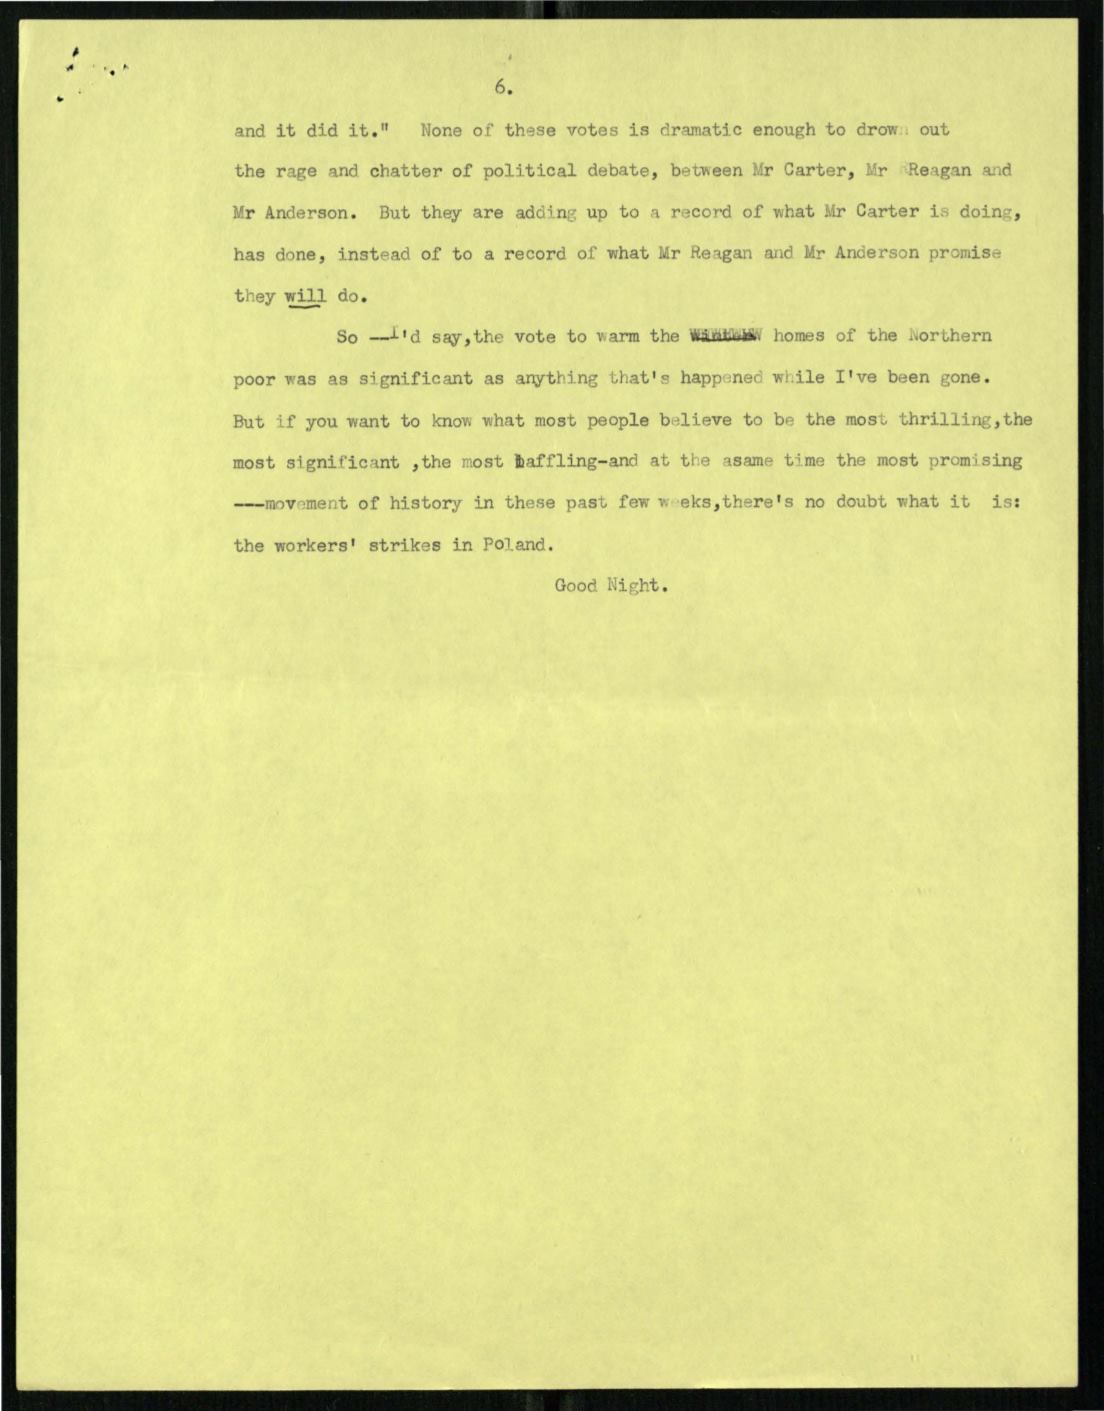 6.
and it did it." None of these votes is dramatic enough to drown out
the rage and chatter of political debate, between Mr Carter, Mr Reagan and
Mr Anderson. But they are adding up to a record of what Mr Carter is doing,
has done, instead of to a record of what Mr Reagan and Mr Anderson promise
they will do.
So --I'd say,the vote to warm the homes of the Northern
poor was as significant as anything that's happened while I've been gone.
But if you want to know what most people believe to be the most thrilling,the
most significant ,the most baffling-and at the asame time the most promising
---movement of history in these past few weeks,there's no doubt what it is:
the workers' strikes in Poland.
Good Night.